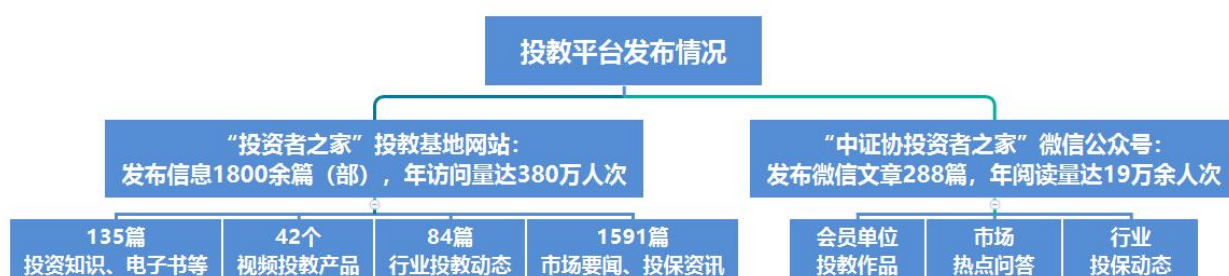 投教平台发布情况
“投资者之家”投教基地网站：
发布信息1800余篇（部），年访问量达380万人次
“中证协投资者之家”微信公众号：
发布微信文章288篇，年阅读量达19万余人次
135篇
投资知识、电子书等
42个
视频投教产品
84篇
行业投教动态
1591篇
市场要闻、投保资讯
会员单位
投教作品
市场
热点问答
行业
投保动态